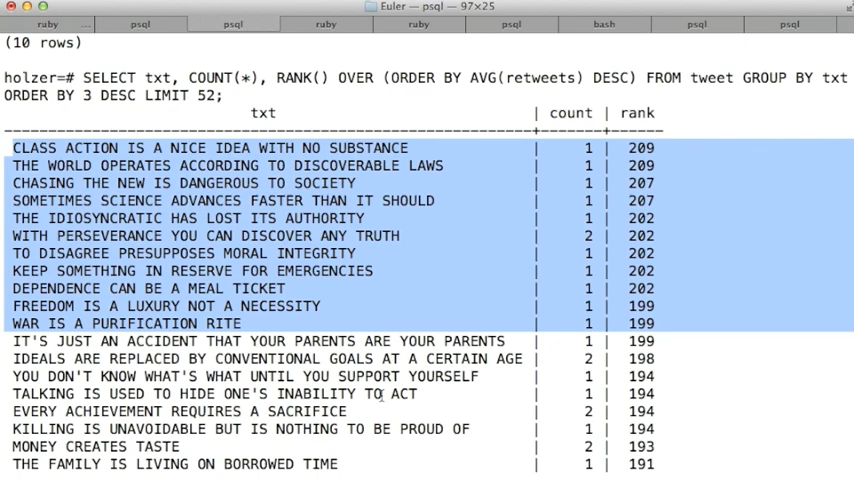 Euler — psql — 97×25
ruby ... psql psql ruby ruby psql bash psql psql
(10 rows)
holzer=# SELECT txt, COUNT(*), RANK() OVER (ORDER BY AVG(retweets) DESC) FROM tweet GROUP BY txt
ORDER BY 3 DESC LIMIT 52;
txt | count | rank
CLASS ACTION IS A NICE IDEA WITH NO SUBSTANCE | 1 | 209
THE WORLD OPERATES ACCORDING TO DISCOVERABLE LAWS | 1 | 209
CHASING THE NEW IS DANGEROUS TO SOCIETY | 1 | 207
SOMETIMES SCIENCE ADVANCES FASTER THAN IT SHOULD | 1 | 207
THE IDIOSYNCRATIC HAS LOST ITS AUTHORITY | 1 | 202
WITH PERSEVERANCE YOU CAN DISCOVER ANY TRUTH | 2 | 202
TO DISAGREE PRESUPPOSES MORAL INTEGRITY | 1 | 202
KEEP SOMETHING IN RESERVE FOR EMERGENCIES | 1 | 202
DEPENDENCE CAN BE A MEAL TICKET | 1 | 202
FREEDOM IS A LUXURY NOT A NECESSITY | 1 | 199
WAR IS A PURIFICATION RITE | 1 | 199
IT'S JUST AN ACCIDENT THAT YOUR PARENTS ARE YOUR PARENTS | 1 | 199
IDEALS ARE REPLACED BY CONVENTIONAL GOALS AT A CERTAIN AGE | 2 | 198
YOU DON'T KNOW WHAT'S WHAT UNTIL YOU SUPPORT YOURSELF | 1 | 194
TALKING IS USED TO HIDE ONE'S INABILITY TO ACT | 1 | 194
EVERY ACHIEVEMENT REQUIRES A SACRIFICE | 2 | 194
KILLING IS UNAVOIDABLE BUT IS NOTHING TO BE PROUD OF | 1 | 194
MONEY CREATES TASTE | 2 | 193
THE FAMILY IS LIVING ON BORROWED TIME | 1 | 191